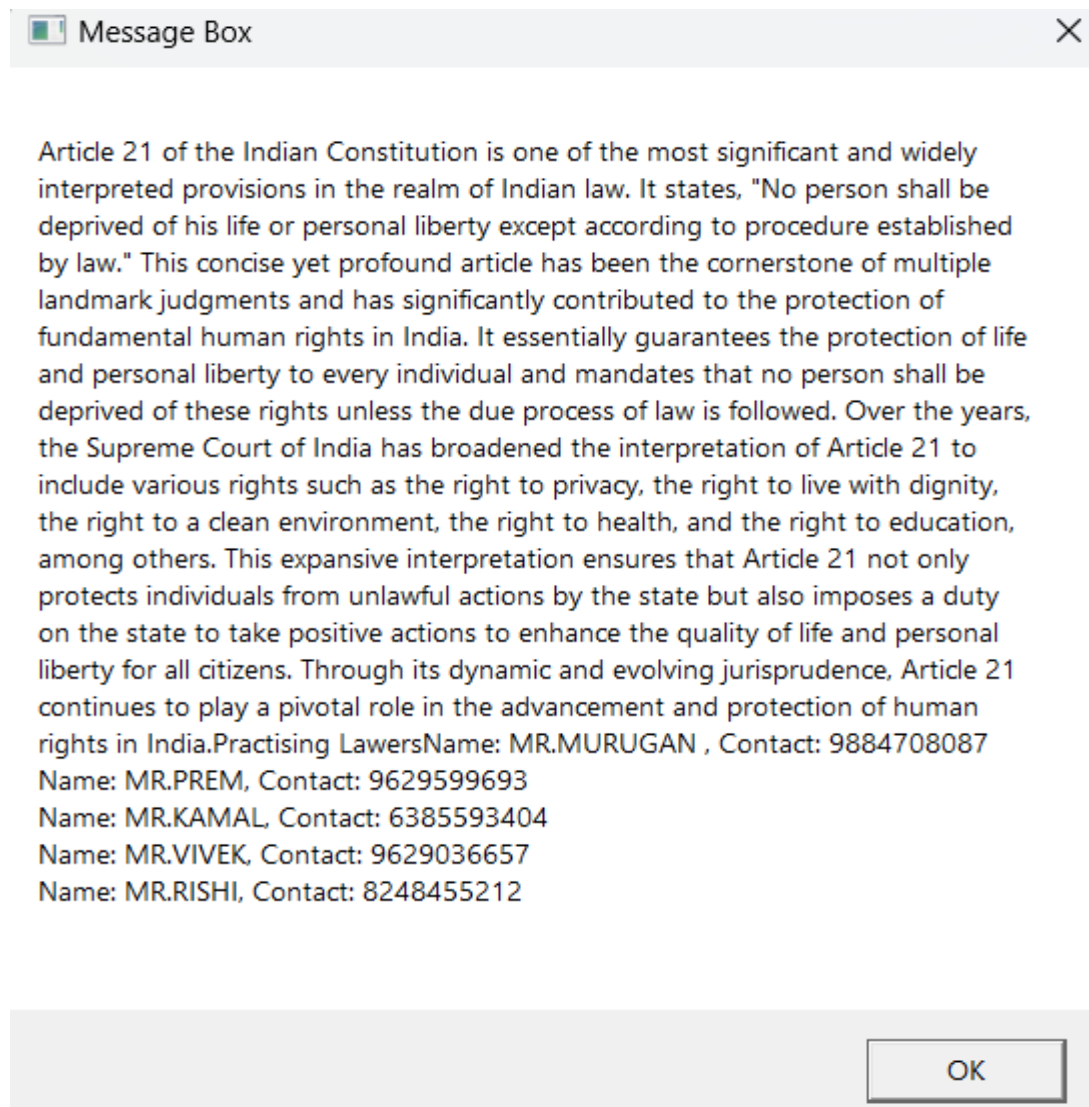 Message Box
Article 21 of the Indian Constitution is one of the most significant and widely
interpreted provisions in the realm of Indian law. It states, "No person shall be
deprived of his life or personal liberty except according to procedure established
by law." This concise yet profound article has been the cornerstone of multiple
landmark judgments and has significantly contributed to the protection of
fundamental human rights in India. It essentially guarantees the protection of life
and personal liberty to every individual and mandates that no person shall be
deprived of these rights unless the due process of law is followed. Over the years,
the Supreme Court of India has broadened the interpretation of Article 21 to
include various rights such as the right to privacy, the right to live with dignity,
the right to a clean environment, the right to health, and the right to education,
among others. This expansive interpretation ensures that Article 21 not only
protects individuals from unlawful actions by the state but also imposes a duty
on the state to take positive actions to enhance the quality of life and personal
liberty for all citizens. Through its dynamic and evolving jurisprudence, Article 21
continues to play a pivotal role in the advancement and protection of human
rights in India.Practising LawersName: MR.MURUGAN , Contact: 9884708087
Name: MR.PREM, Contact: 9629599693
Name: MR.KAMAL, Contact: 6385593404
Name: MR.VIVEK, Contact: 9629036657
Name: MR.RISHI, Contact: 8248455212
OK